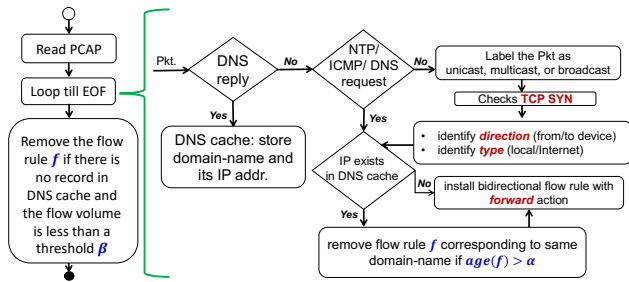 Read PCAP
Loop till EOF
Remove the flow
rule f if there is
no record in
DNS cache and
the flow volume
is less than a
threshold β
Pkt.
DNS
reply
No
Yes
DNS cache: store
domain-name and
its IP addr.
NTP/
ICMP/ DNS
request
No
Yes
Label the Pkt as
unicast, multicast, or broadcast
Checks TCP SYN
• identify direction (from/to device)
• identify type (local/Internet)
IP exists
in DNS cache
No
Yes
install bidirectional flow rule with
forward action
remove flow rule f corresponding to same
domain-name if age(f) > α